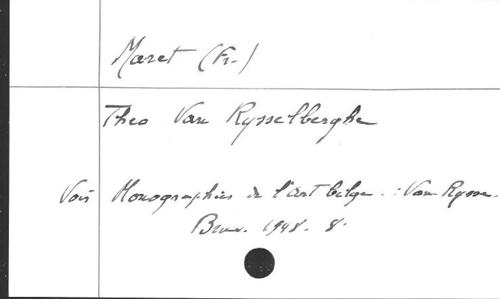 Maret (Fr.)
Theo Van Rysselberghe
Voir Monographies de l'art belge. : Van Rysse.
Brux. 1948. 8.